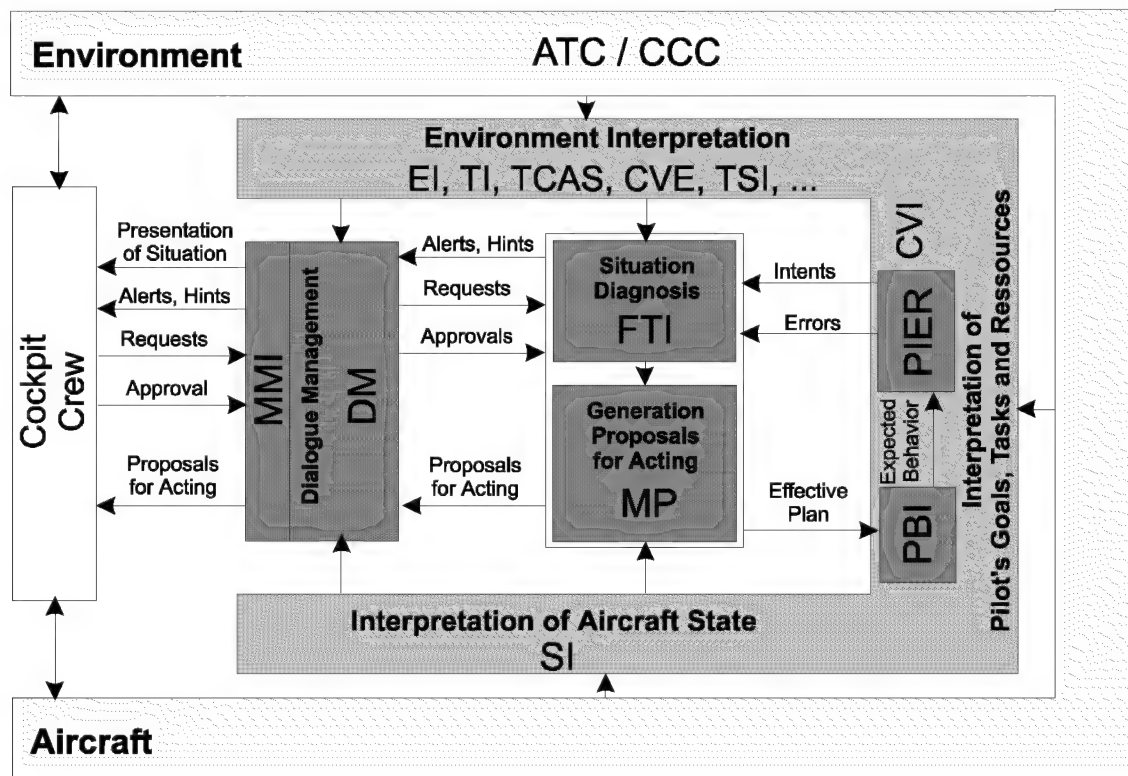 Environment
ATC / CCC
Environment Interpretation
EI, TI, TCAS, CVE, TSI, ...
Cockpit
Crew
Presentation
of Situation
Alerts, Hints
Requests
Approval
Proposals
for Acting
MMI
Dialogue Management
DM
Alerts, Hints
Requests
Approvals
Proposals
for Acting
Situation
Diagnosis
FTI
Generation
Proposals
for Acting
MP
Intents
Errors
Effective
Plan
CVI
PIER
Expected
Behavior
PBI
Interpretation of
Pilot's Goals, Tasks and Ressources
Interpretation of Aircraft State
SI
Aircraft